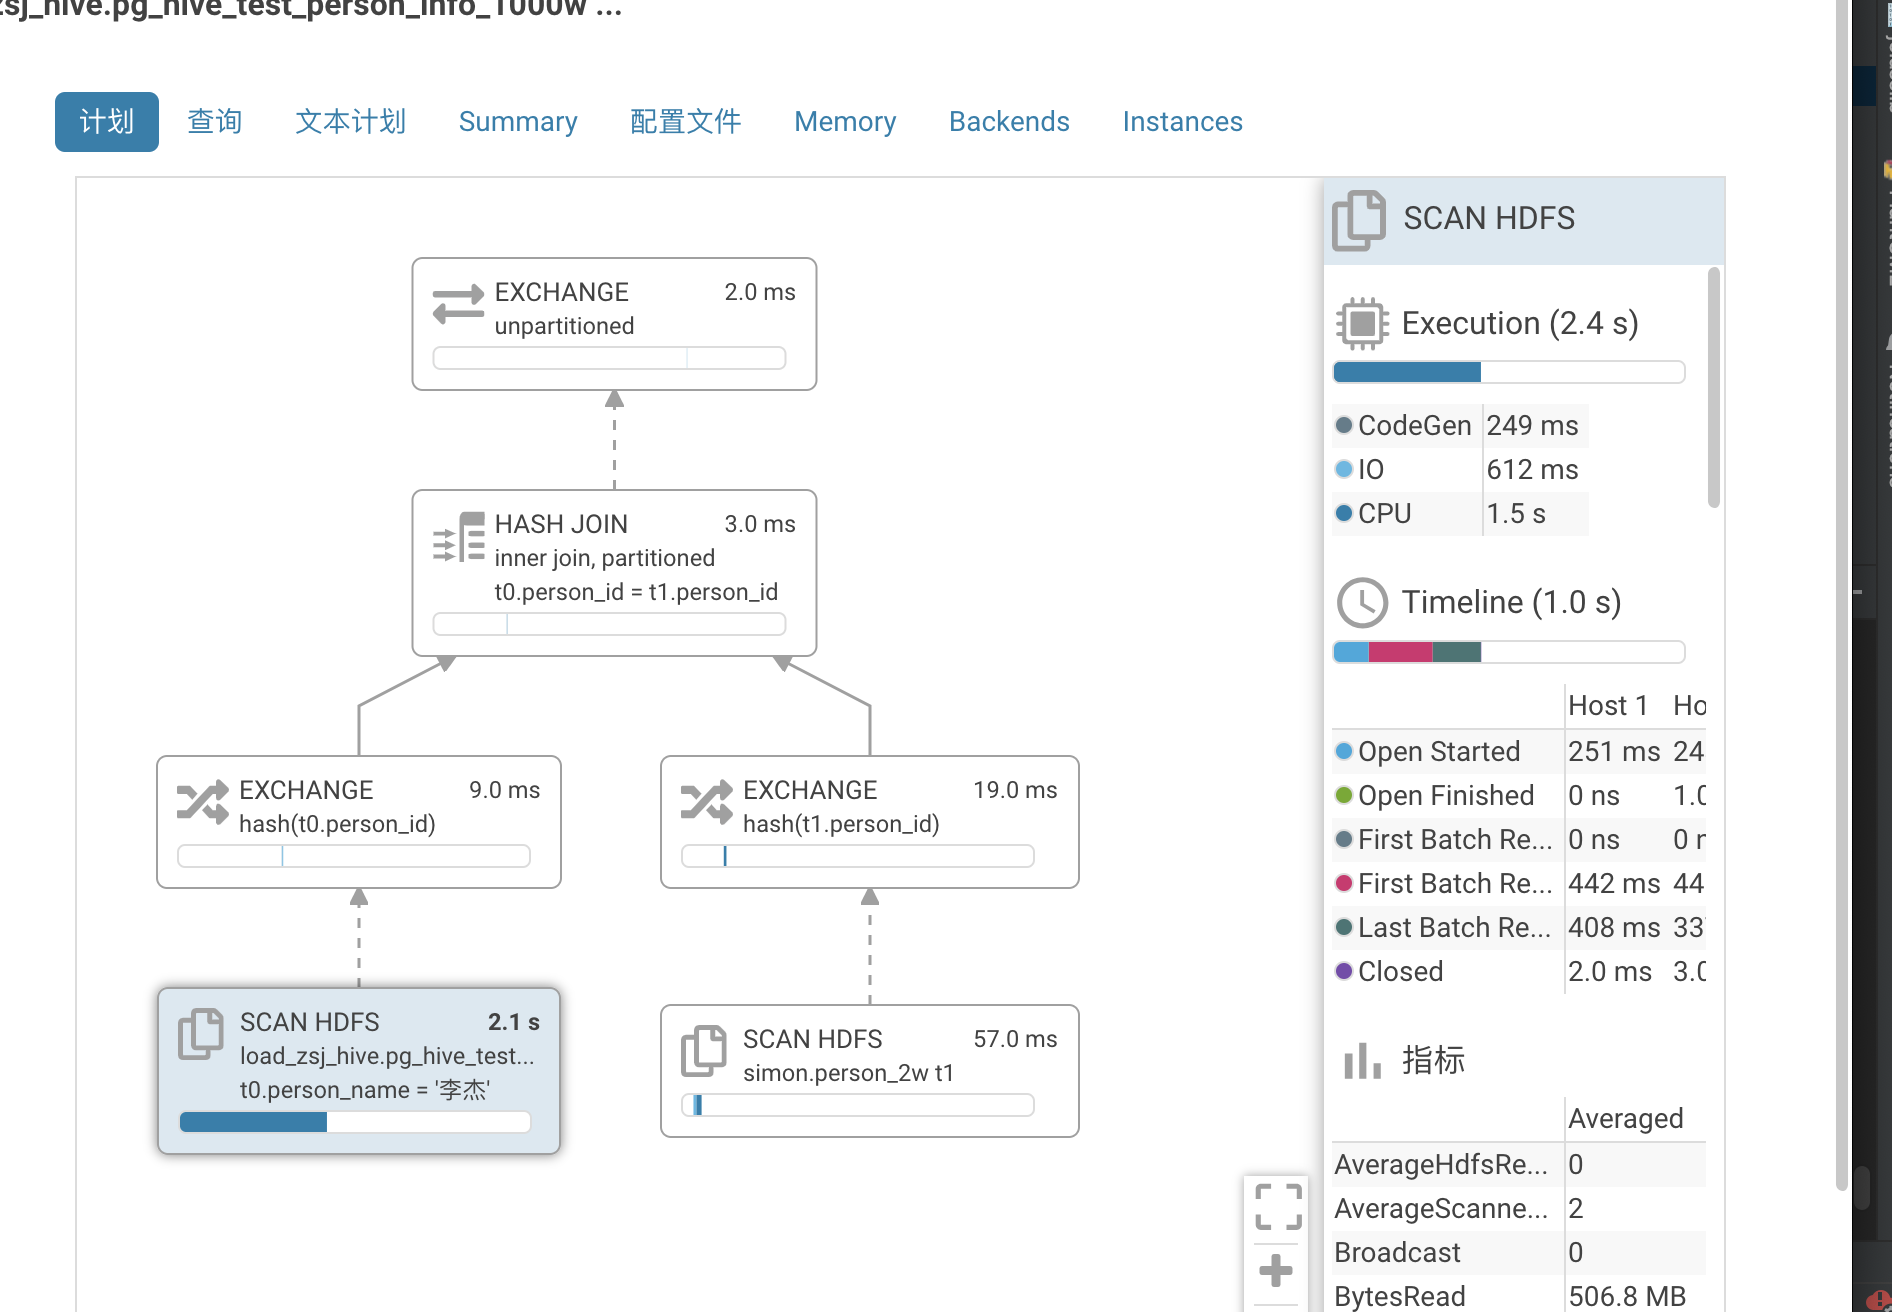 zsj_hive.pg_hive_test_person_info_1000w ...
计划 查询 文本计划 Summary 配置文件 Memory Backends Instances
EXCHANGE 2.0 ms
unpartitioned
HASH JOIN 3.0 ms
inner join, partitioned
t0.person_id = t1.person_id
EXCHANGE 9.0 ms
hash(t0.person_id)
EXCHANGE 19.0 ms
hash(t1.person_id)
SCAN HDFS 2.1 s
load_zsj_hive.pg_hive_test...
t0.person_name = '李杰'
SCAN HDFS 57.0 ms
simon.person_2w t1
SCAN HDFS
Execution (2.4 s)
CodeGen 249 ms
IO 612 ms
CPU 1.5 s
Timeline (1.0 s)
Host 1 Ho
Open Started 251 ms 24
Open Finished 0 ns 1.0
First Batch Re... 0 ns 0 n
First Batch Re... 442 ms 44
Last Batch Re... 408 ms 33
Closed 2.0 ms 3.0
指标
Averaged
AverageHdfsRe... 0
AverageScanne... 2
Broadcast 0
BytesRead 506.8 MB